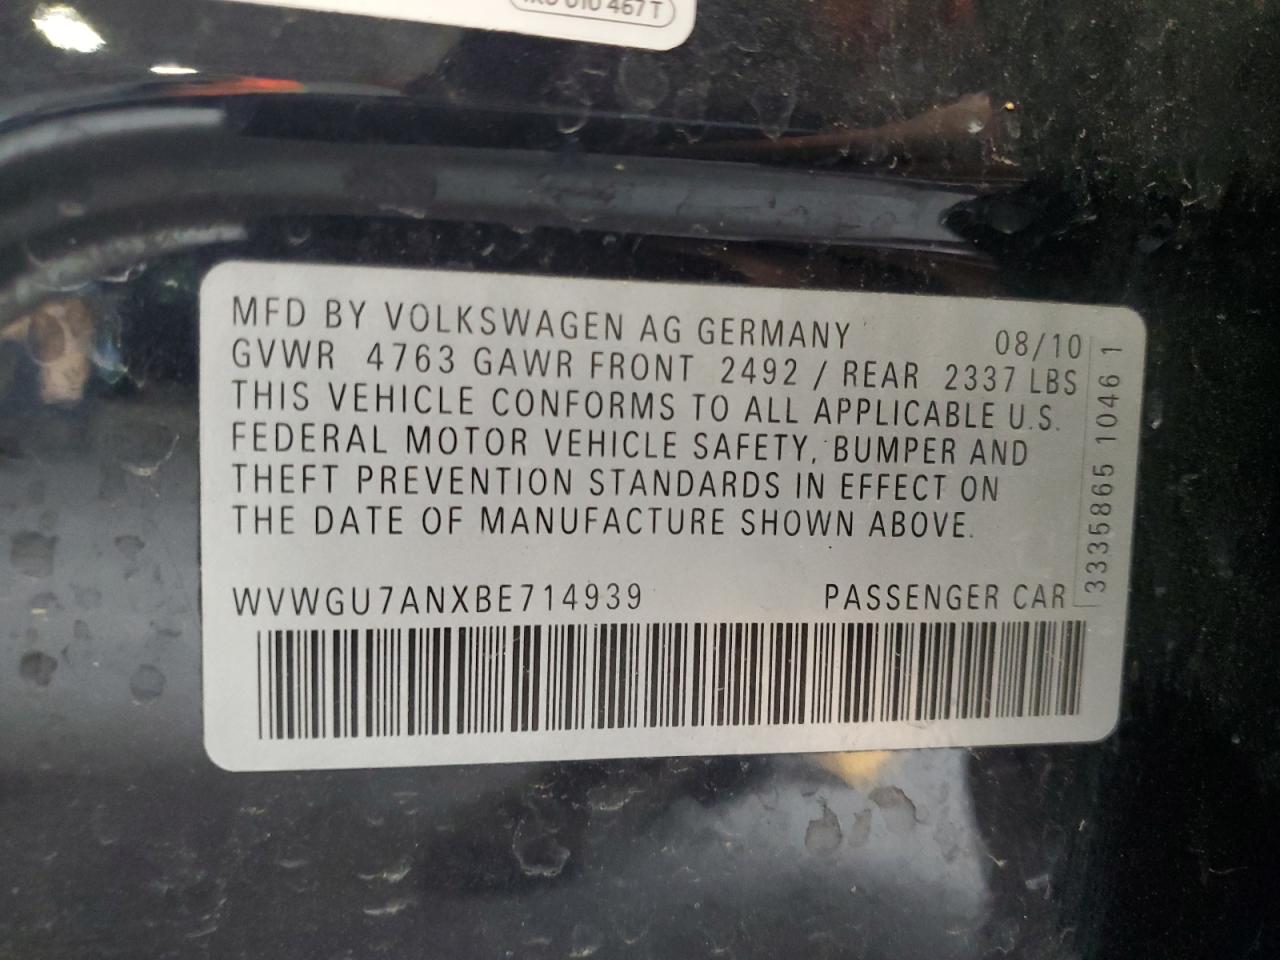 010 467 T
MFD BY VOLKSWAGEN AG GERMANY 08/10
GVWR 4763 GAWR FRONT 2492 / REAR 2337 LBS
THIS VEHICLE CONFORMS TO ALL APPLICABLE U.S.
FEDERAL MOTOR VEHICLE SAFETY, BUMPER AND
THEFT PREVENTION STANDARDS IN EFFECT ON
THE DATE OF MANUFACTURE SHOWN ABOVE.
WVWGU7ANXBE714939 PASSENGER CAR
3335865 1046 1